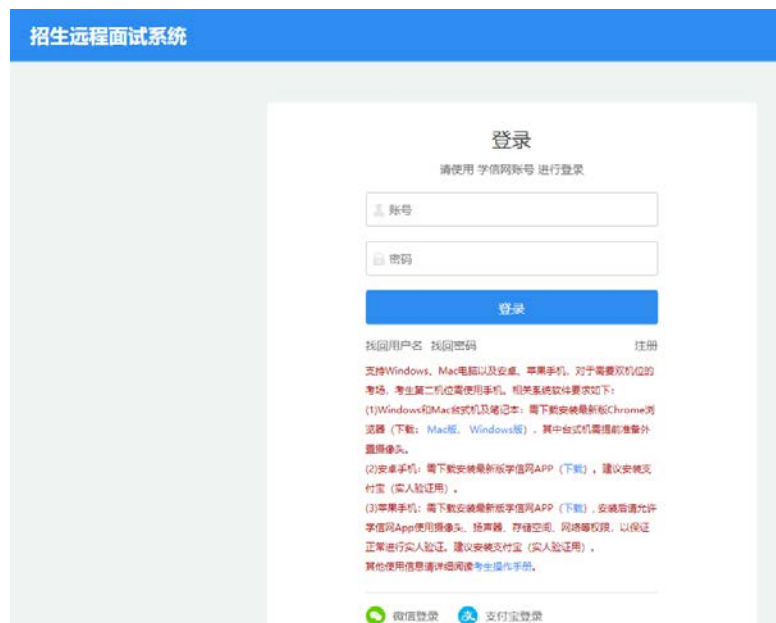 招生远程面试系统
登录
请使用 学信网账号 进行登录
账号
密码
登录
找回用户名 找回密码 注册
支持Windows、Mac电脑以及安卓、苹果手机，对于需要双机位的
考场，考生第二机位需使用手机。相关系统软件要求如下：
(1)Windows和Mac台式机及笔记本：需下载安装最新版Chrome浏
览器（下载： Mac版、 Windows版），其中台式机需提前准备外
置摄像头。
(2)安卓手机：需下载安装最新版学信网APP（下载），建议安装支
付宝（实人验证用）。
(3)苹果手机：需下载安装最新版学信网APP（下载）, 安装后请允许
学信网App使用摄像头、扬声器、存储空间、网络等权限，以保证
正常进行实人验证。建议安装支付宝（实人验证用）。
其他使用信息请详细阅读考生操作手册。
微信登录 支付宝登录